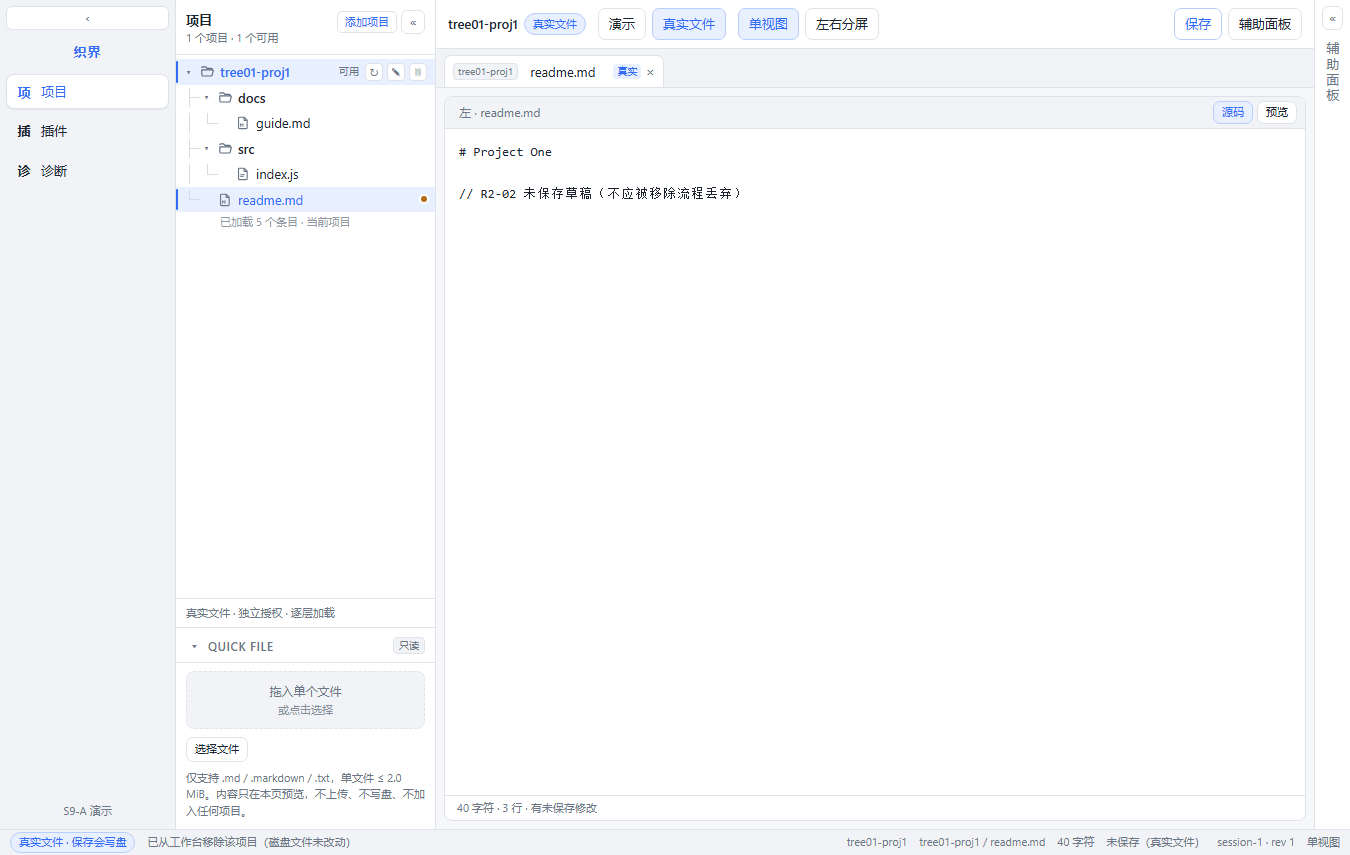 ‹
织界
项 项目
插 插件
诊 诊断
S9-A 演示
项目
1 个项目 · 1 个可用
添加项目 «
▾ tree01-proj1 可用 ↻
▾ docs
guide.md
▾ src
index.js
readme.md
已加载 5 个条目 · 当前项目
真实文件 · 独立授权 · 逐层加载
▾ QUICK FILE 只读
拖入单个文件
或点击选择
选择文件
仅支持 .md / .markdown / .txt，单文件 ≤ 2.0
MiB。内容只在本页预览，不上传、不写盘、不加
入任何项目。
tree01-proj1 真实文件 演示 真实文件 单视图 左右分屏 保存 辅助面板
tree01-proj1 readme.md 真实 ×
左 · readme.md 源码 预览
# Project One
// R2-02 未保存草稿（不应被移除流程丢弃）
40 字符 · 3 行 · 有未保存修改
«
辅助面板
真实文件 · 保存会写盘 已从工作台移除该项目（磁盘文件未改动） tree01-proj1 tree01-proj1 / readme.md 40 字符 未保存（真实文件） session-1 · rev 1 单视图